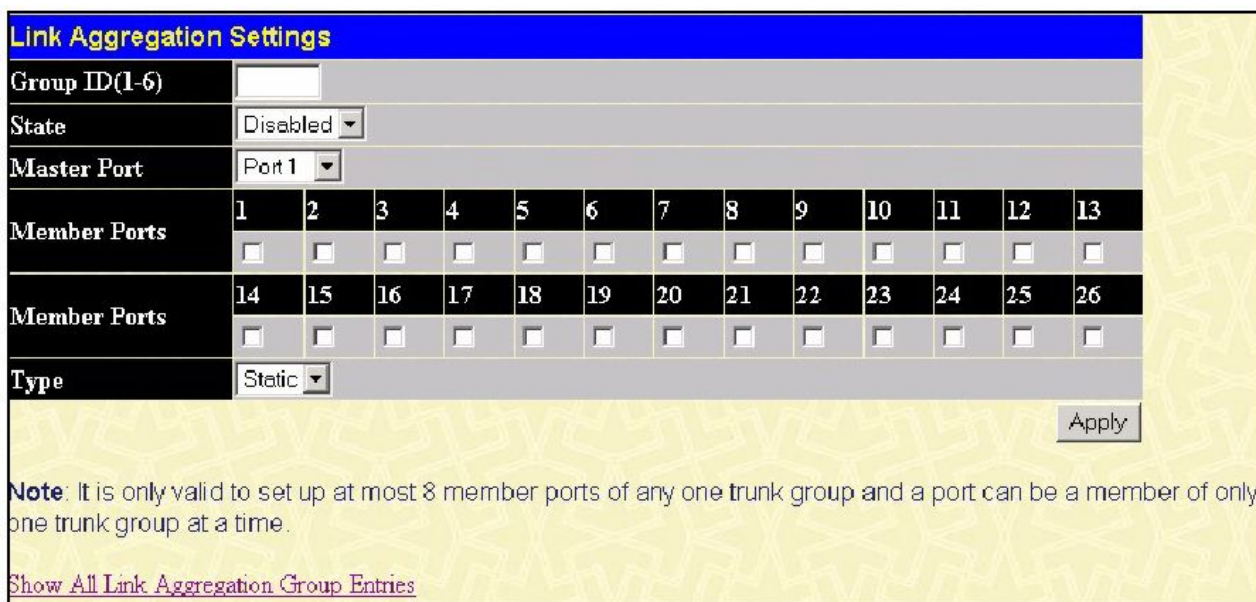 Link Aggregation Settings
Group ID(1-6)
State Disabled
Master Port Port 1
Member Ports 1 2 3 4 5 6 7 8 9 10 11 12 13
Member Ports 14 15 16 17 18 19 20 21 22 23 24 25 26
Type Static
Apply
Note: It is only valid to set up at most 8 member ports of any one trunk group and a port can be a member of only
one trunk group at a time.
Show All Link Aggregation Group Entries